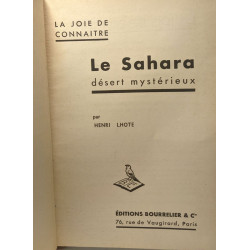 LA JOIE DE
CONNAITRE
Le Sahara
désert mystérieux
par
HENRI LHOTE
ÉDITIONS BOURRELIER & Cie
76, rue de Vaugirard, Paris